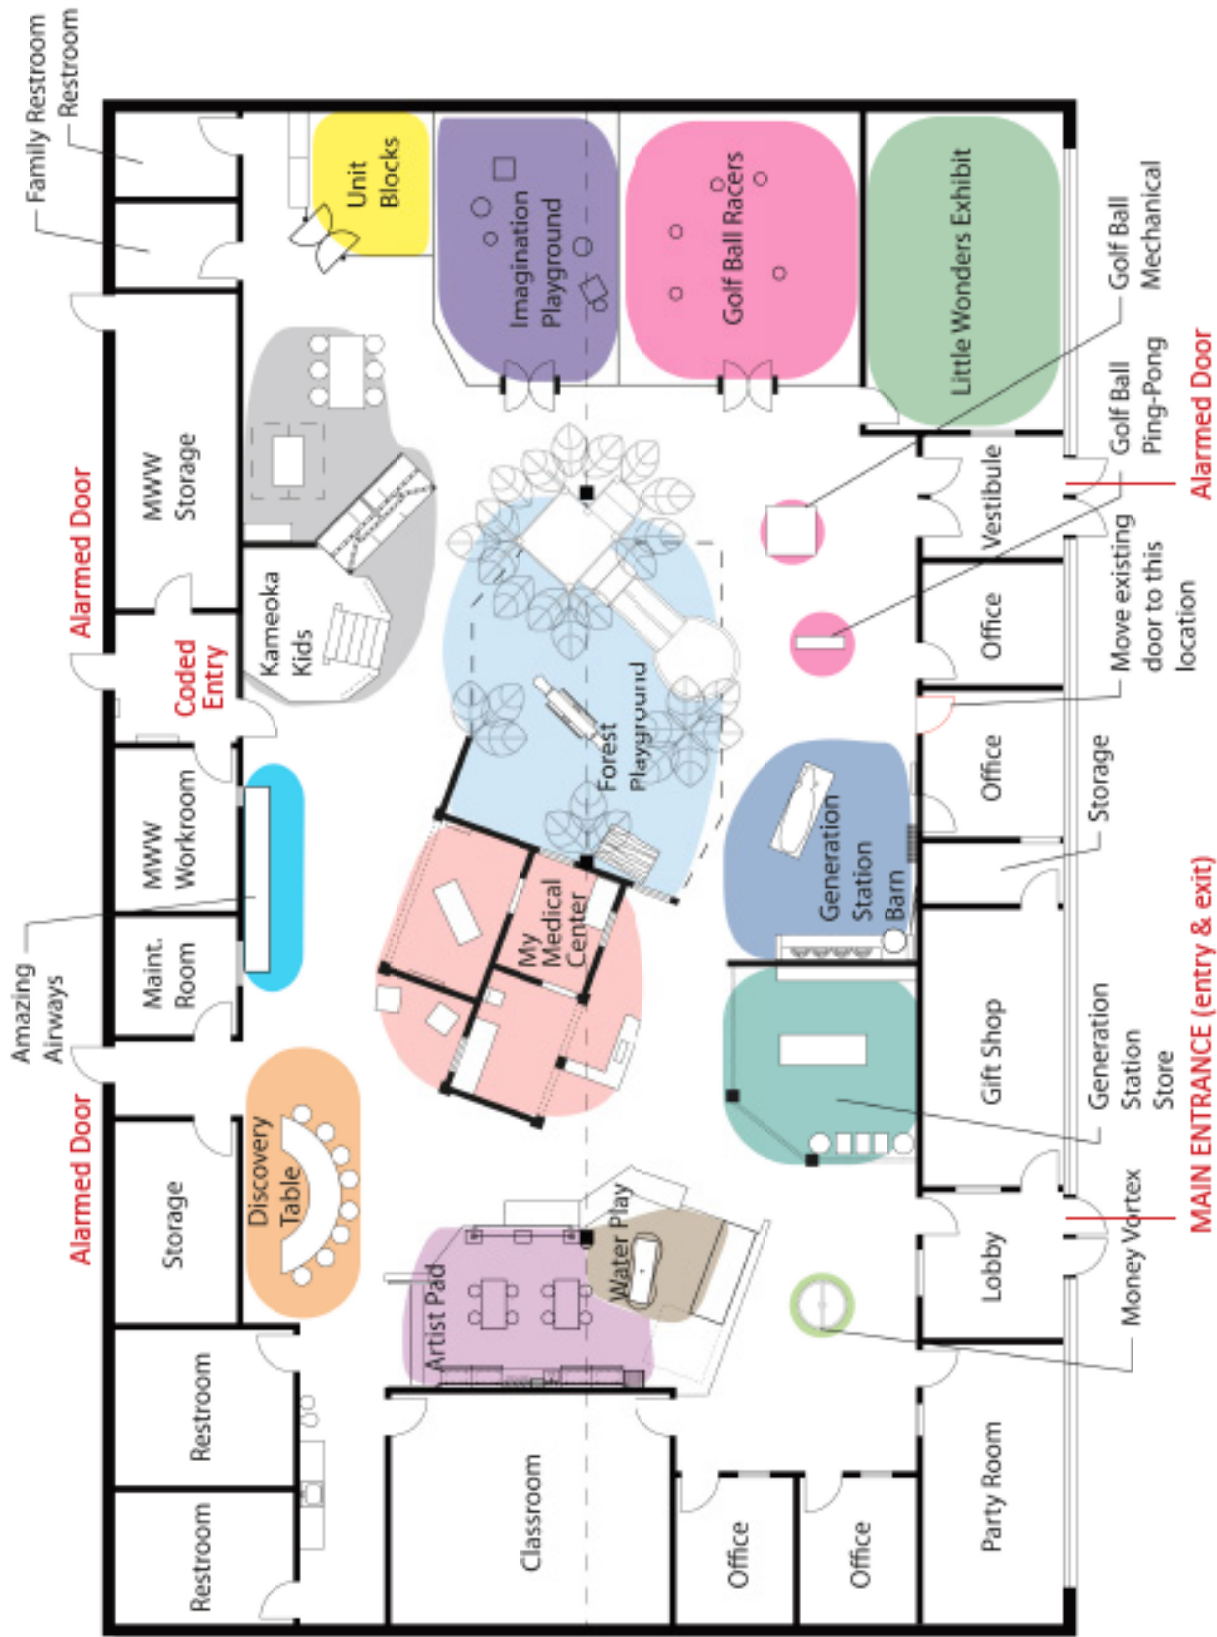 Family Restroom
Restroom
Alarmed Door
Alarmed Door
Amazing
Airways
Restroom
Restroom
Storage
Maint.
Room
MWW
Workroom
Coded
Entry
MWW
Storage
Discovery
Table
Kameoka
Kids
Unit
Blocks
Artist Pad
Water Play
My
Medical
Center
Forest
Playground
Imagination
Playground
Golf Ball Racers
Little Wonders Exhibit
Classroom
Office
Office
Generation
Station
Barn
Party Room
Lobby
Gift Shop
Office
Office
Vestibule
Money Vortex
Generation
Station
Store
Storage
Move existing
door to this
location
Golf Ball
Ping-Pong
Golf Ball
Mechanical
MAIN ENTRANCE (entry & exit)
Alarmed Door